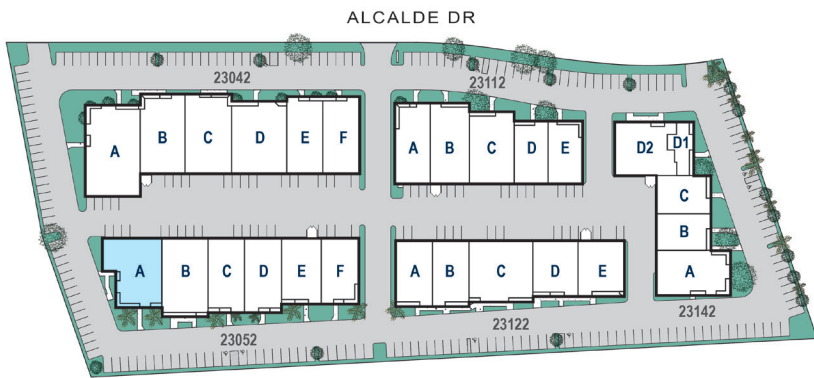 ALCALDE DR
23042
23112
A B C D E F
A B C D E
D2 D1
C
B
A
A B C D E F
A B C D E
23052
23122
23142